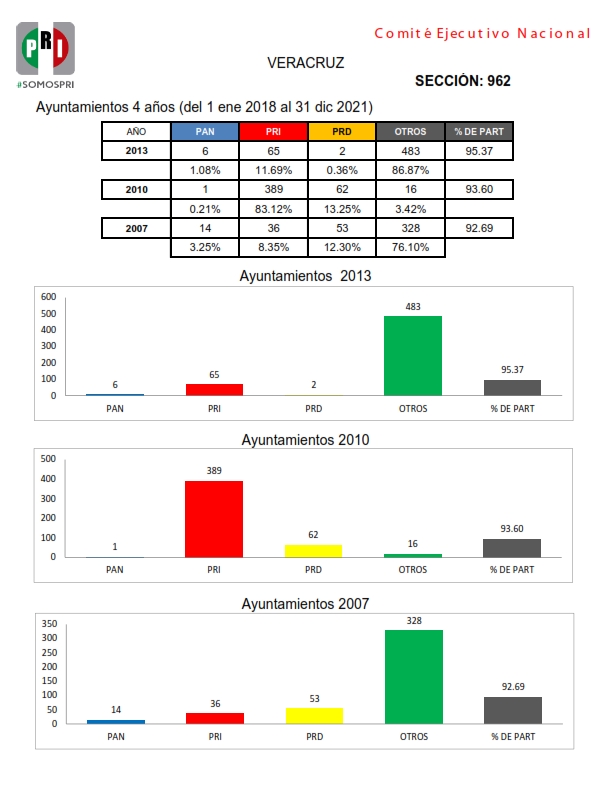 Comité Ejecutivo Nacional
PRI
#SOMOSPRI
VERACRUZ
SECCIÓN: 962
Ayuntamientos 4 años (del 1 ene 2018 al 31 dic 2021)
AÑO PAN PRI PRD OTROS % DE PART
2013 6 65 2 483 95.37
1.08% 11.69% 0.36% 86.87%
2010 1 389 62 16 93.60
0.21% 83.12% 13.25% 3.42%
2007 14 36 53 328 92.69
3.25% 8.35% 12.30% 76.10%
Ayuntamientos 2013
600
500
400
300
200
100
0
6 65 2 483 95.37
PAN PRI PRD OTROS % DE PART
Ayuntamientos 2010
500
400
300
200
100
0
1 389 62 16 93.60
PAN PRI PRD OTROS % DE PART
Ayuntamientos 2007
350
300
250
200
150
100
50
0
14 36 53 328 92.69
PAN PRI PRD OTROS % DE PART